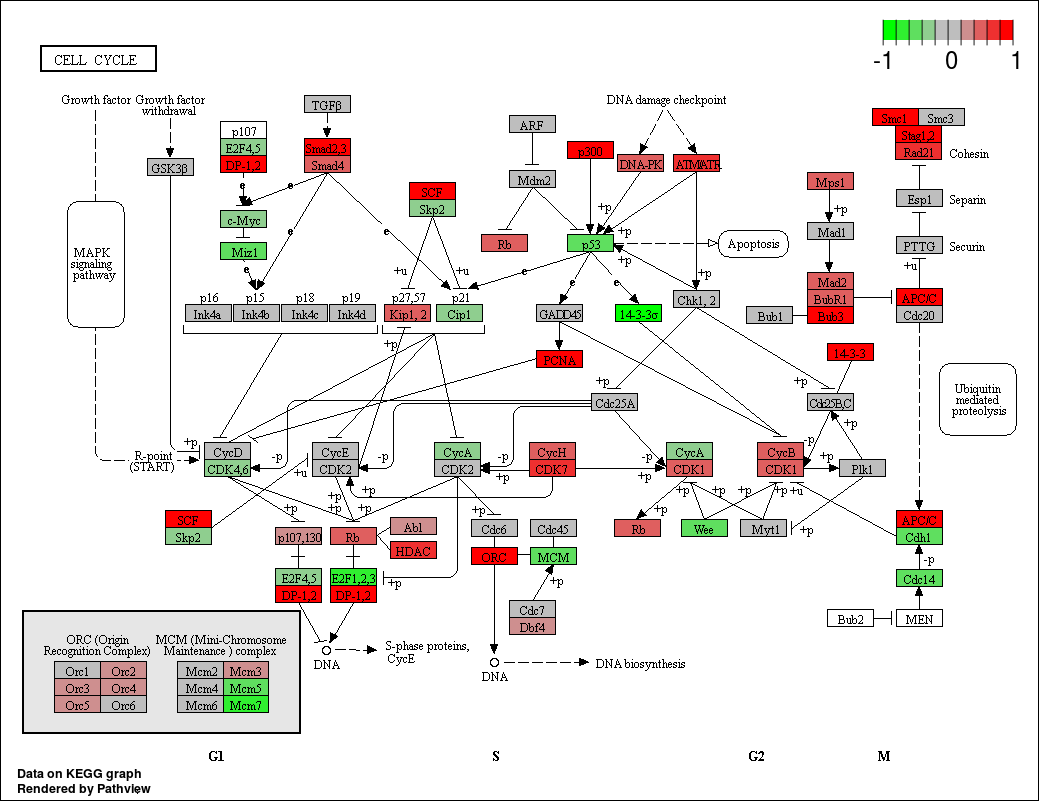 CELL CYCLE
-1 0 1
Growth factor
Growth factor
withdrawal
TGFβ
DNA damage checkpoint
p107
E2F4,5
DP-1,2
GSK3β
Smad2,3
Smad4
ARF
p300
DNA-PK
ATMATR
Smc1
Smc3
Stag1,2
Rad21
Cohesin
e
e
SCF
Skp2
Mdm2
Mps1
+p
Esp1
Separin
c-Myc
Miz1
MAPK
signaling
pathway
e
e
e
Rb
p53
+p
+p
+p
Apoptosis
Mad1
PTTG
Securin
+u
+u
+u
e
e
e
+p
Chk1, 2
Mad2
BubR1
Bub3
Bub1
APC/C
Cdc20
p16
Ink4a
p15
Ink4b
p18
Ink4c
p19
Ink4d
p27,57
Kip1, 2
p21
Cip1
GADD45
14-3-3σ
+p
PCNA
14-3-3
+p
+p
Cdc25A
Cdc25B,C
+p
Ubiquitin
mediated
proteolysis
R-point
(START)
+p
CycD
CDK4,6
-p
+u
CycE
CDK2
-p
CycA
CDK2
-p
+p
CycH
CDK7
+p
-p
CycA
CDK1
CycB
CDK1
-p
+p
Plk1
+p
+p
+p
+p
+p
+p
+p
+p
+u
SCF
Skp2
p107,130
Rb
Abl
HDAC
+p
Cdc6
Cdc45
ORC
MCM
Rb
Wee
Myt1
+p
APC/C
Cdh1
-p
E2F4,5
DP-1,2
E2F1,2,3
DP-1,2
+p
+p
Cdc14
Cdc7
Dbf4
Bub2
MEN
DNA
S-phase proteins,
CycE
DNA
DNA biosynthesis
ORC (Origin
Recognition Complex)
MCM (Mini-Chromosome
Maintenance ) complex
Orc1 Orc2
Orc3 Orc4
Orc5 Orc6
Mcm2 Mcm3
Mcm4 Mcm5
Mcm6 Mcm7
G1 S G2 M
Data on KEGG graph
Rendered by Pathview